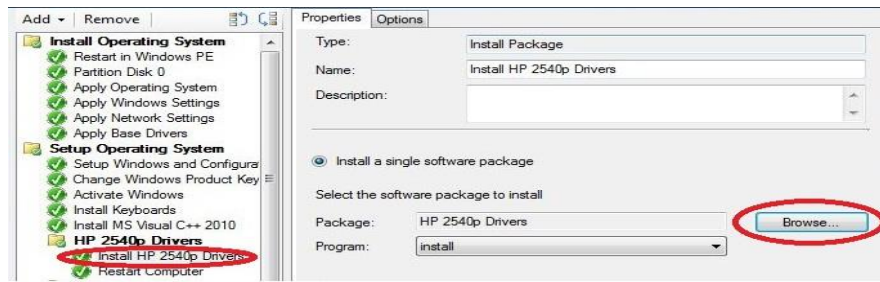 Add Remove
Install Operating System
Restart in Windows PE
Partition Disk 0
Apply Operating System
Apply Windows Settings
Apply Network Settings
Apply Base Drivers
Setup Operating System
Setup Windows and Configura
Change Windows Product Key
Activate Windows
Install Keyboards
Install MS Visual C++ 2010
HP 2540p Drivers
Install HP 2540p Drivers
Restart Computer
Properties Options
Type: Install Package
Name: Install HP 2540p Drivers
Description:
Install a single software package
Select the software package to install
Package: HP 2540p Drivers Browse...
Program: install